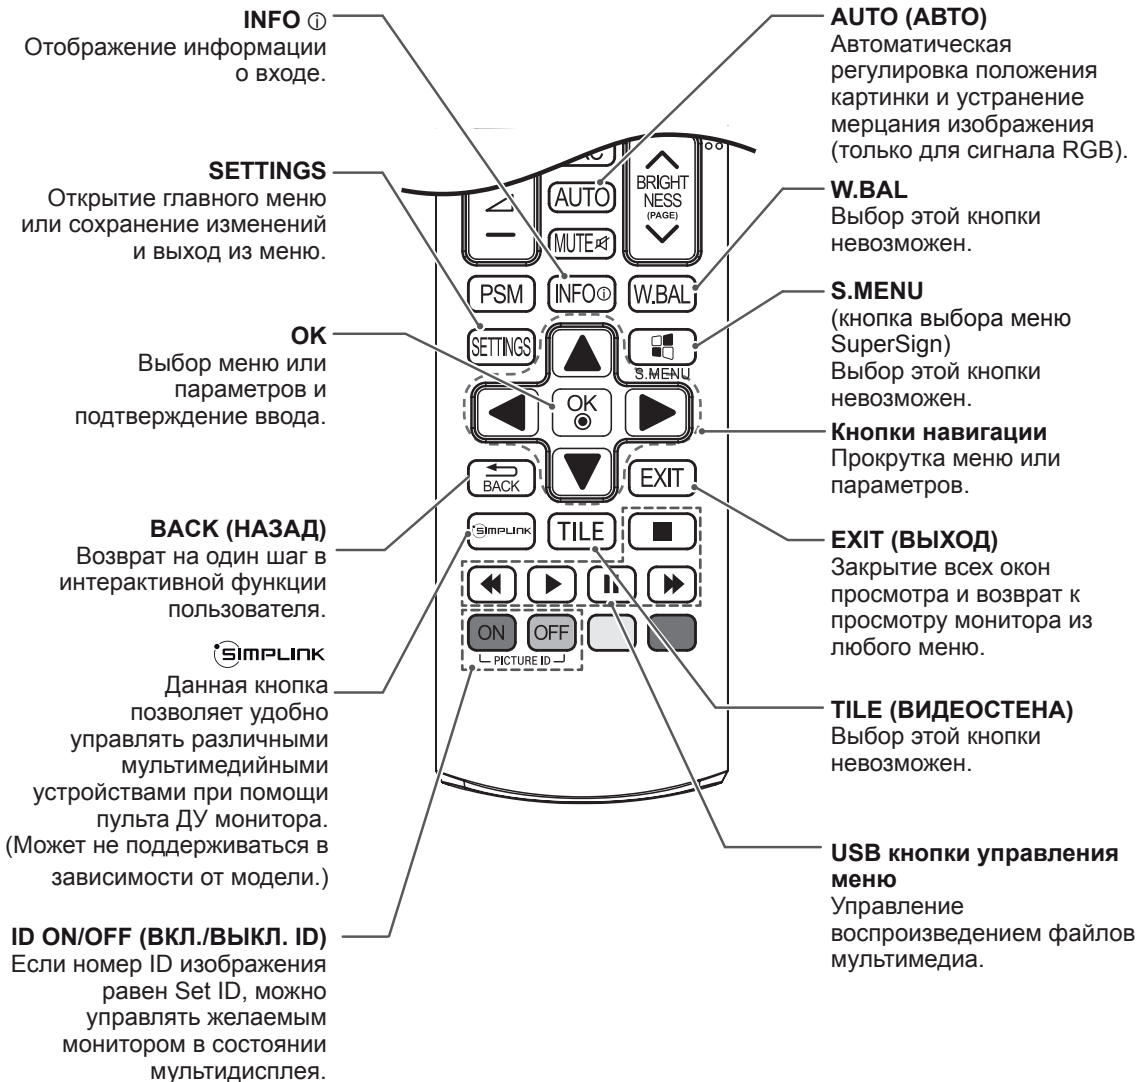 INFO ⓘ
Отображение информации
о входе.
SETTINGS
Открытие главного меню
или сохранение изменений
и выход из меню.
OK
Выбор меню или
параметров и
подтверждение ввода.
BACK (НАЗАД)
Возврат на один шаг в
интерактивной функции
пользователя.
SIMPLINK
Данная кнопка
позволяет удобно
управлять различными
мультимедийными
устройствами при помощи
пульта ДУ монитора.
(Может не поддерживаться в
зависимости от модели.)
ID ON/OFF (ВКЛ./ВЫКЛ. ID)
Если номер ID изображения
равен Set ID, можно
управлять желаемым
монитором в состоянии
мультидисплея.
AUTO
BRIGHT
NESS
(PAGE)
MUTE
PSM
INFOⓘ
W.BAL
SETTINGS
S.MENU
OK
BACK
EXIT
SIMPLINK
TILE
ON
OFF
PICTURE ID
AUTO (АВТО)
Автоматическая
регулировка положения
картинки и устранение
мерцания изображения
(только для сигнала RGB).
W.BAL
Выбор этой кнопки
невозможен.
S.MENU
(кнопка выбора меню
SuperSign)
Выбор этой кнопки
невозможен.
Кнопки навигации
Прокрутка меню или
параметров.
EXIT (ВЫХОД)
Закрытие всех окон
просмотра и возврат к
просмотру монитора из
любого меню.
TILE (ВИДЕОСТЕНА)
Выбор этой кнопки
невозможен.
USB кнопки управления
меню
Управление
воспроизведением файлов
мультимедиа.